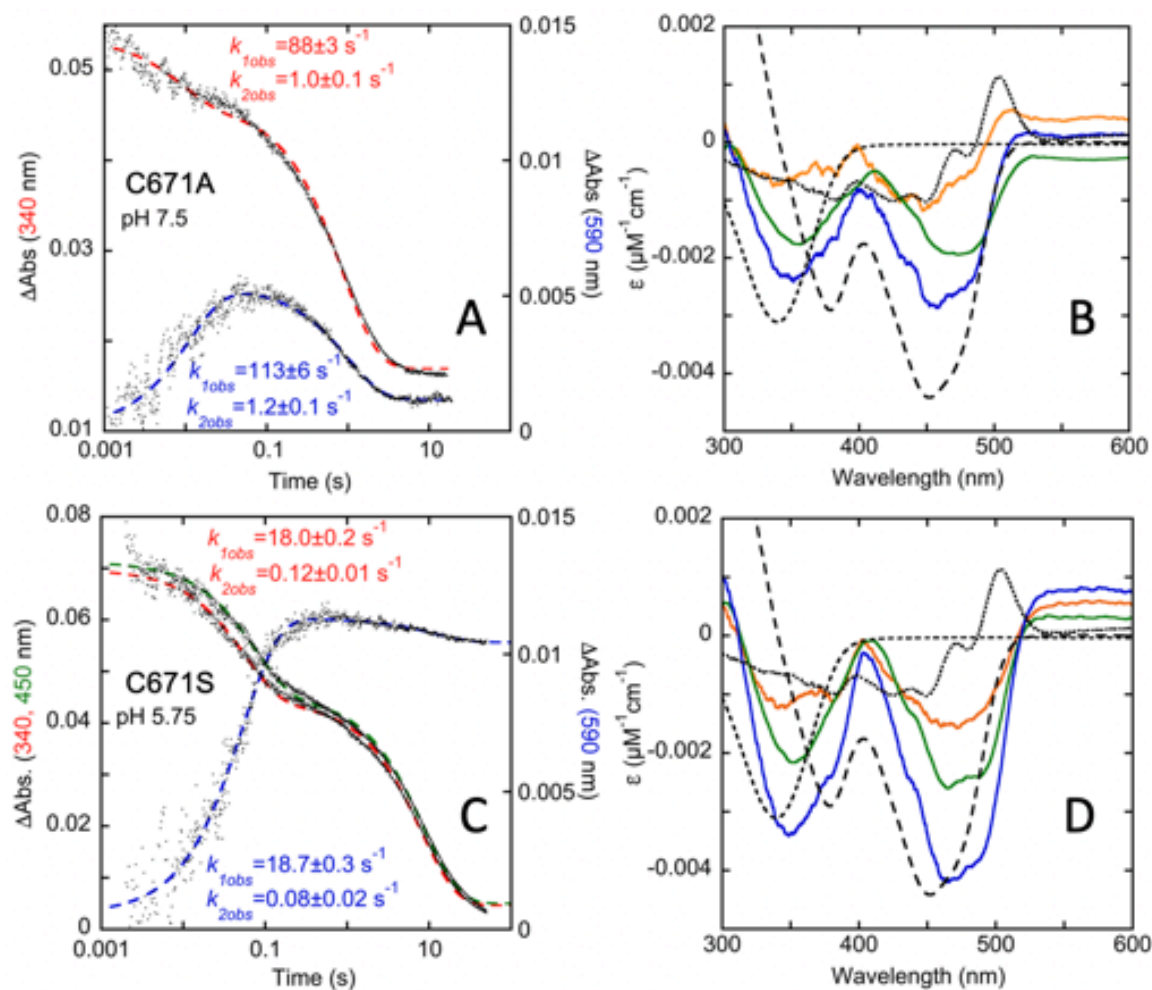 0.05
0.03
0.01
ΔAbs (340 nm)
k1obs=88±3 s-1
k2obs=1.0±0.1 s-1
C671A
pH 7.5
A
k1obs=113±6 s-1
k2obs=1.2±0.1 s-1
0.015
0.010
0.005
0
ΔAbs (590 nm)
0.001 0.1 10
Time (s)
0.002
0
-0.002
-0.004
ε (μM-1cm-1)
B
300 400 500 600
Wavelength (nm)
0.08
0.06
0.04
0.02
0
ΔAbs. (340, 450 nm)
k1obs=18.0±0.2 s-1
k2obs=0.12±0.01 s-1
C671S
pH 5.75
C
k1obs=18.7±0.3 s-1
k2obs=0.08±0.02 s-1
0.015
0.010
0.005
0
ΔAbs. (590 nm)
0.001 0.1 10
Time (s)
0.002
0
-0.002
-0.004
ε (μM-1cm-1)
D
300 400 500 600
Wavelength (nm)